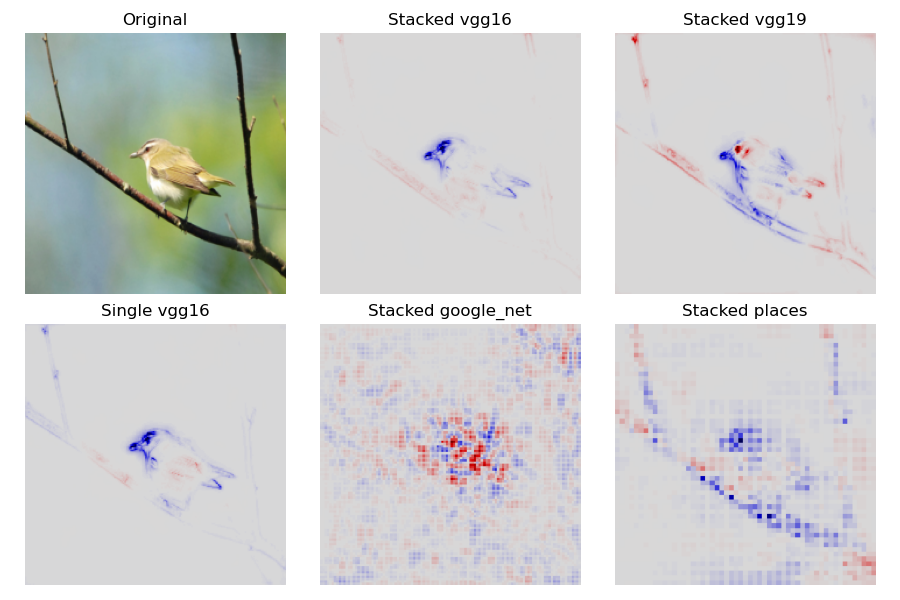 Original
Stacked vgg16
Stacked vgg19
Single vgg16
Stacked google_net
Stacked places